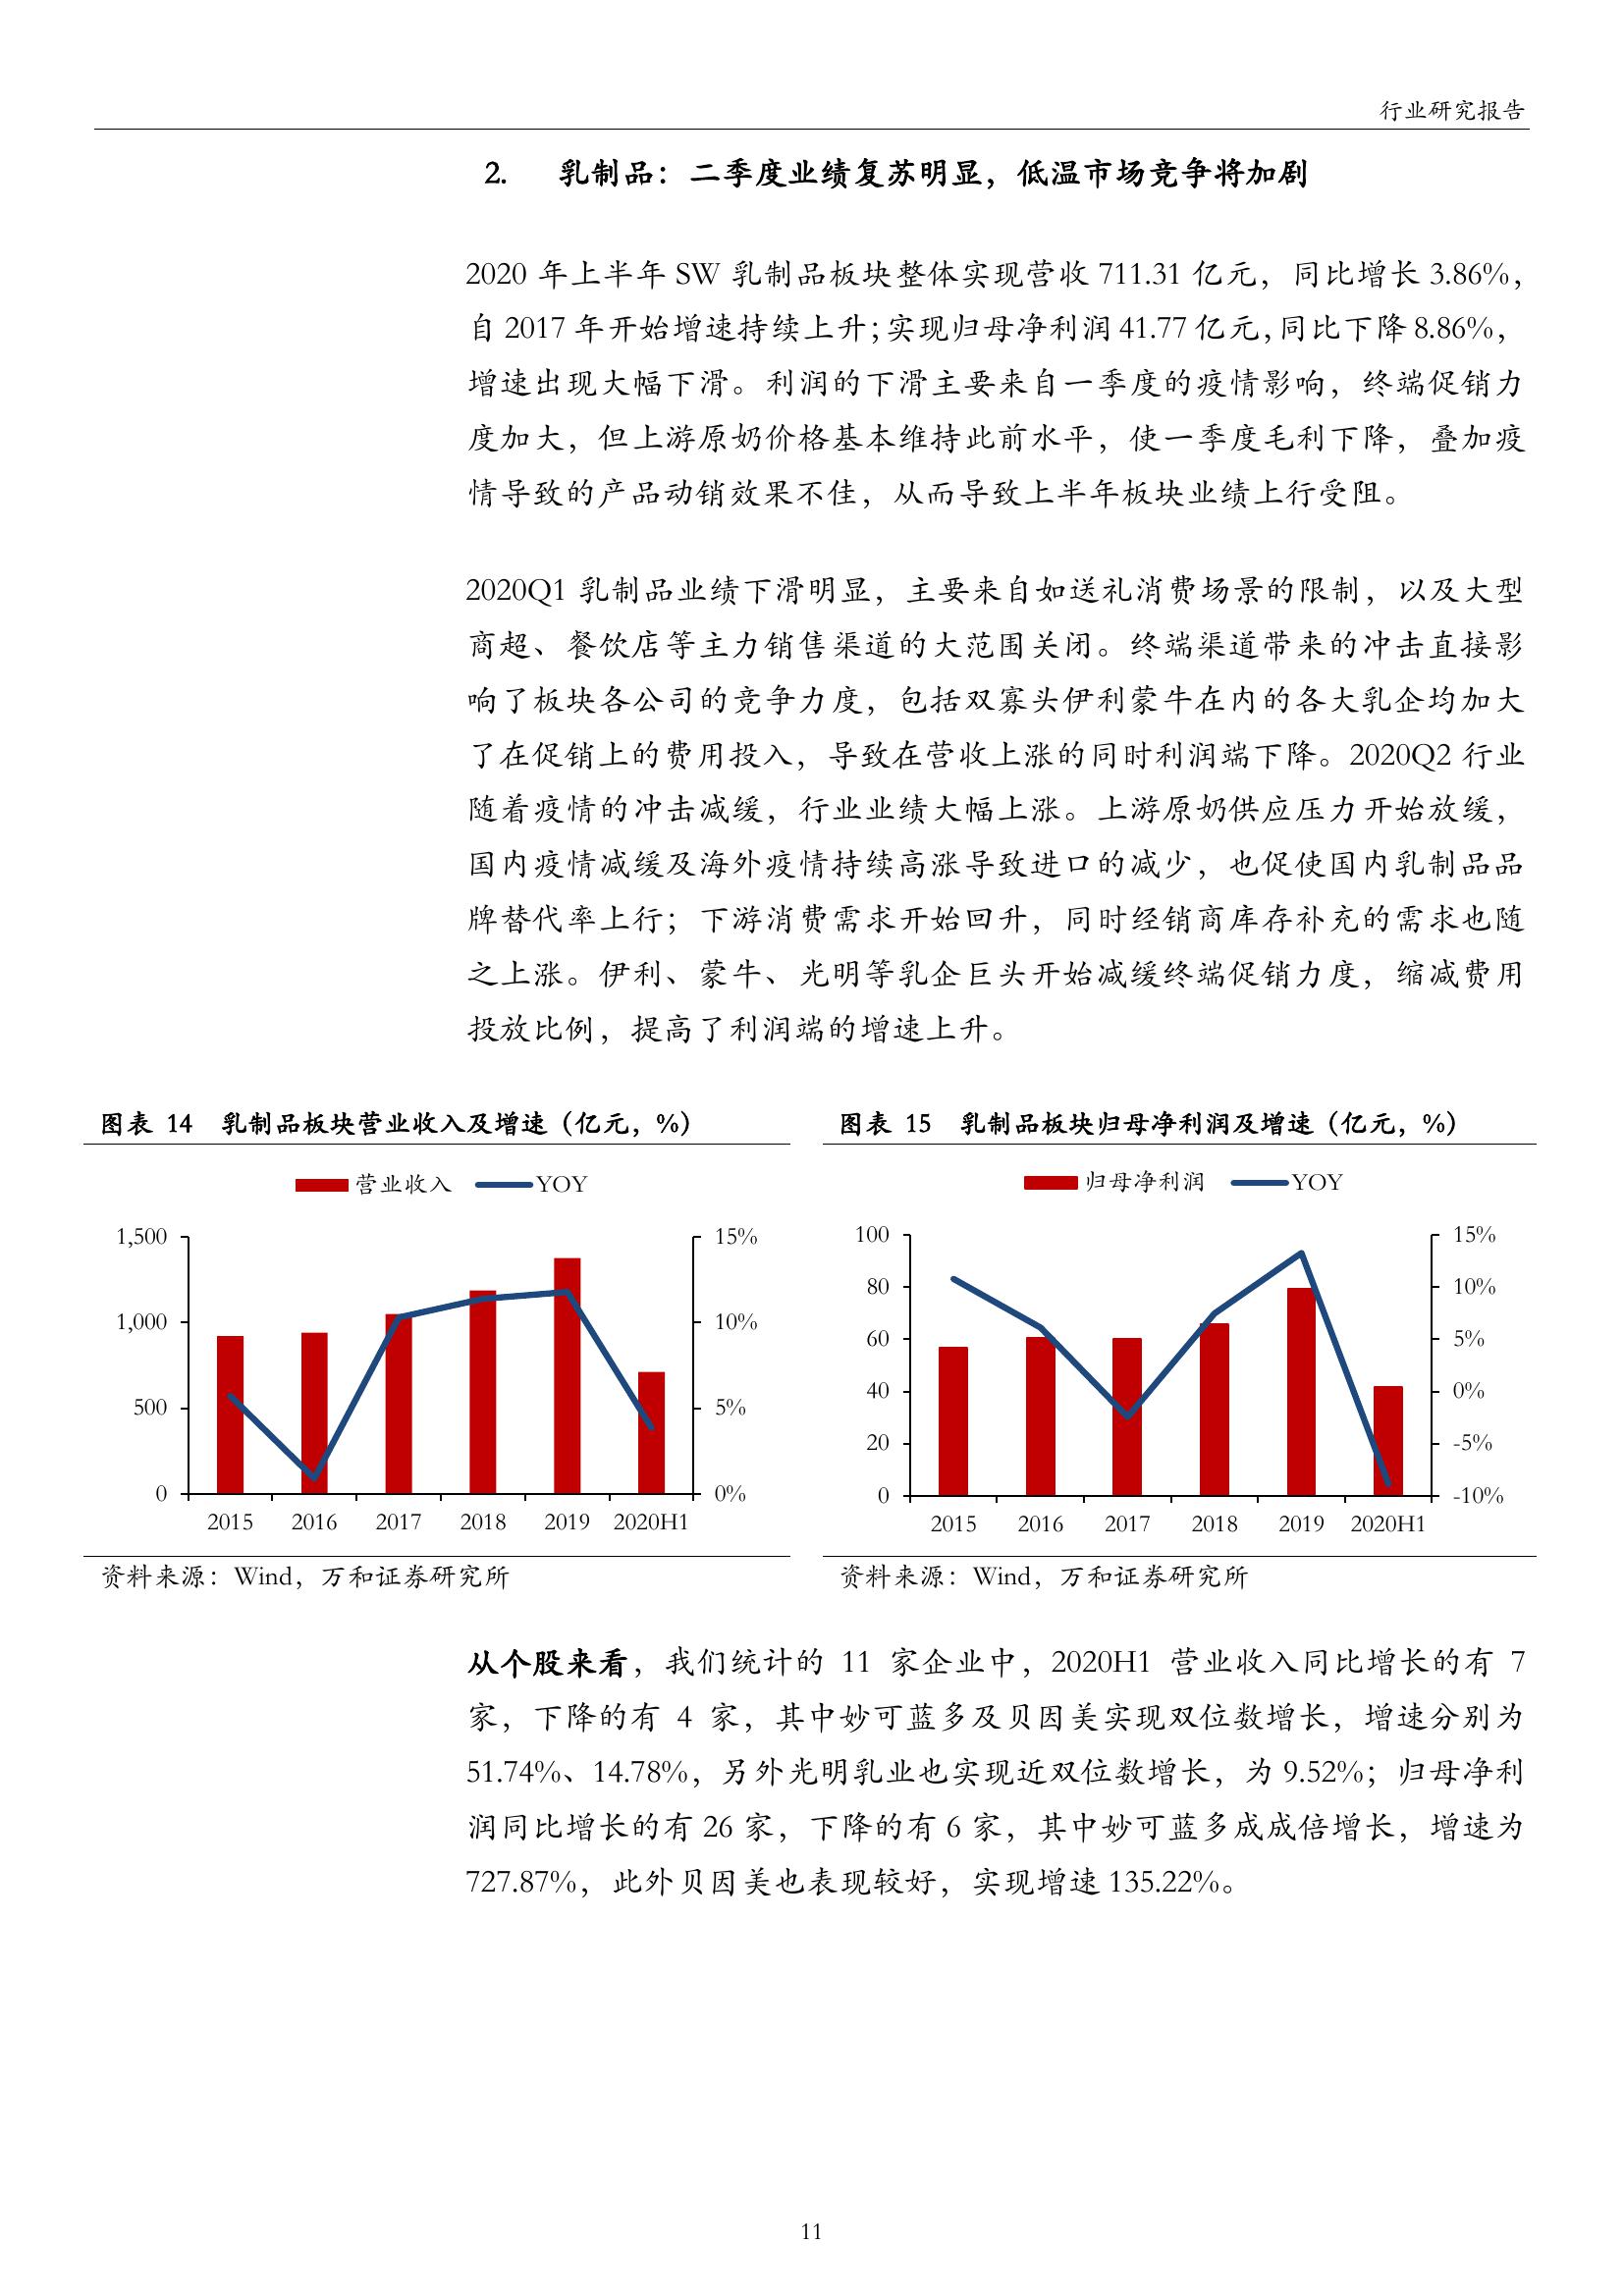 行业研究报告
2. 乳制品：二季度业绩复苏明显，低温市场竞争将加剧
2020 年上半年 SW 乳制品板块整体实现营收 711.31 亿元，同比增长 3.86%，
自 2017 年开始增速持续上升；实现归母净利润 41.77 亿元，同比下降 8.86%，
增速出现大幅下滑。利润的下滑主要来自一季度的疫情影响，终端促销力
度加大，但上游原奶价格基本维持此前水平，使一季度毛利下降，叠加疫
情导致的产品动销效果不佳，从而导致上半年板块业绩上行受阻。
2020Q1 乳制品业绩下滑明显，主要来自如送礼消费场景的限制，以及大型
商超、餐饮店等主力销售渠道的大范围关闭。终端渠道带来的冲击直接影
响了板块各公司的竞争力度，包括双寡头伊利蒙牛在内的各大乳企均加大
了在促销上的费用投入，导致在营收上涨的同时利润端下降。2020Q2 行业
随着疫情的冲击减缓，行业业绩大幅上涨。上游原奶供应压力开始放缓，
国内疫情减缓及海外疫情持续高涨导致进口的减少，也促使国内乳制品品
牌替代率上行；下游消费需求开始回升，同时经销商库存补充的需求也随
之上涨。伊利、蒙牛、光明等乳企巨头开始减缓终端促销力度，缩减费用
投放比例，提高了利润端的增速上升。
图表 14 乳制品板块营业收入及增速（亿元，%）
营业收入 YOY
1,500
1,000
500
0
15%
10%
5%
0%
2015 2016 2017 2018 2019 2020H1
资料来源：Wind，万和证券研究所
图表 15 乳制品板块归母净利润及增速（亿元，%）
归母净利润 YOY
100
80
60
40
20
0
15%
10%
5%
0%
-5%
-10%
2015 2016 2017 2018 2019 2020H1
资料来源：Wind，万和证券研究所
从个股来看，我们统计的 11 家企业中，2020H1 营业收入同比增长的有 7
家，下降的有 4 家，其中妙可蓝多及贝因美实现双位数增长，增速分别为
51.74%、14.78%，另外光明乳业也实现近双位数增长，为 9.52%；归母净利
润同比增长的有 26 家，下降的有 6 家，其中妙可蓝多成成倍增长，增速为
727.87%，此外贝因美也表现较好，实现增速 135.22%。
11